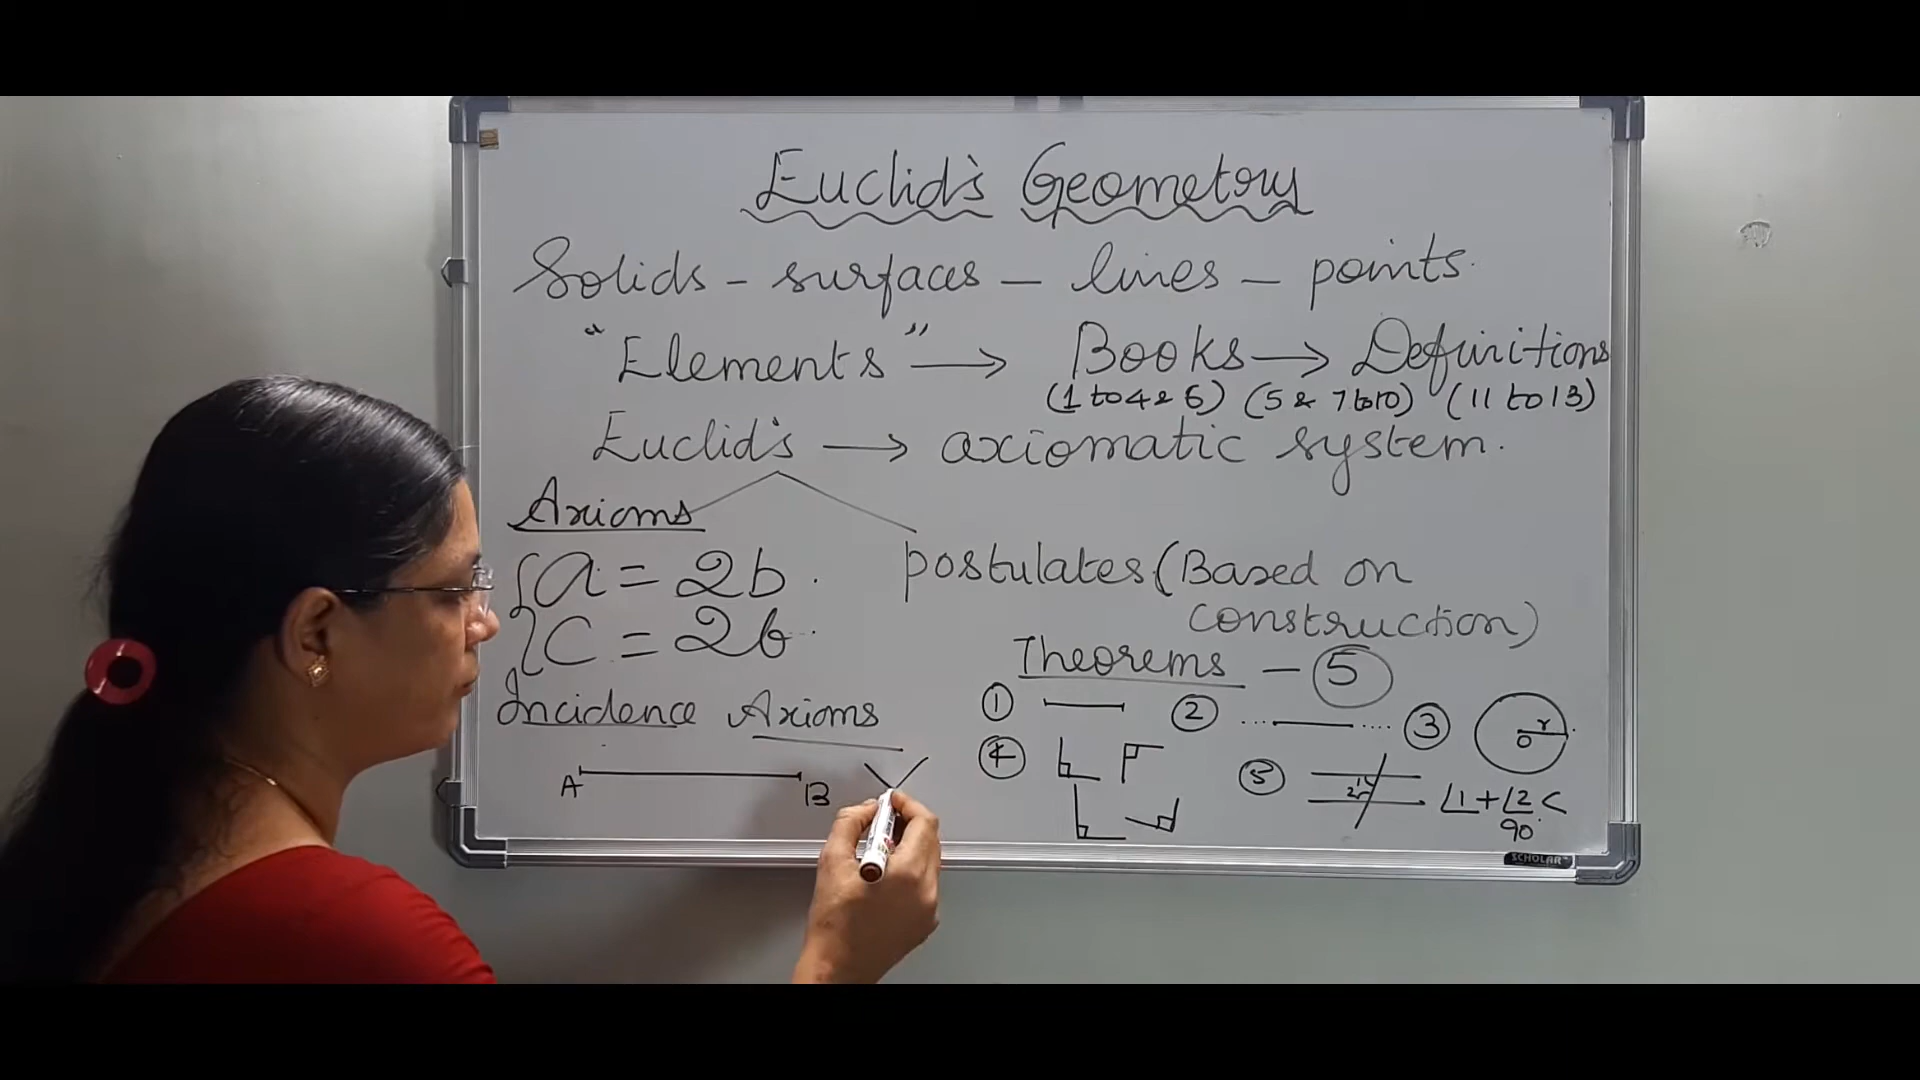 Euclid's Geometry
Solids - surfaces - lines - points.
"Elements" → Books → Definitions
(1 to 4 & 6) (5 & 7 to 10) (11 to 13)
Euclid's → axiomatic system.
Axioms
a = 2b.
c = 2b.
postulates (Based on
construction)
Theorems - 5
Incidence Axioms
1 2 3 r O
4 5 1 2 ∠1+∠2 <
90°
A B
SCHOLAR